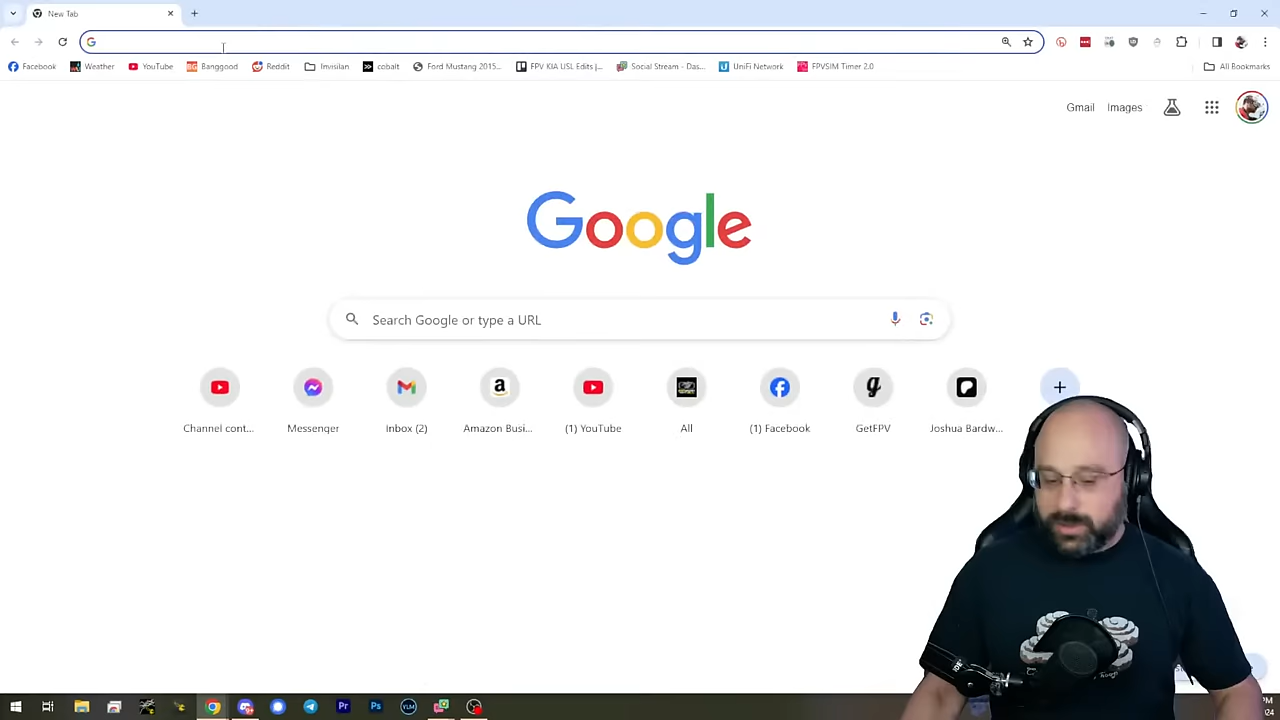 New Tab
Facebook Weather YouTube Banggood Reddit Invisilan cobalt Ford Mustang 2015... FPV KIA USL Edits j... Social Stream - Das... UniFi Network FPVSIM Timer 2.0 All Bookmarks
Gmail Images
Google
Search Google or type a URL
Channel cont... Messenger Inbox (2) Amazon Busi... (1) YouTube All (1) Facebook GetFPV Joshua Bardw...